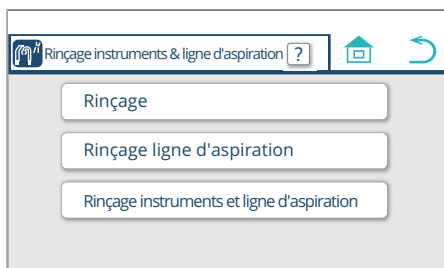 Rinçage instruments & ligne d'aspiration ?
Rinçage
Rinçage ligne d'aspiration
Rinçage instruments et ligne d'aspiration